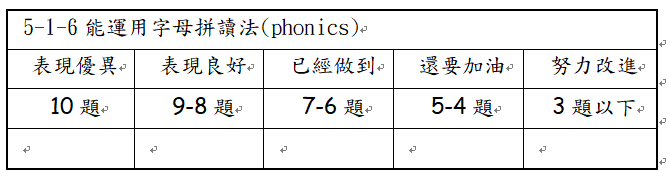 5-1-6能運用字母拼讀法(phonics)
表現優異 表現良好 已經做到 還要加油 努力改進
10 題 9-8 題 7-6 題 5-4 題 3 題以下